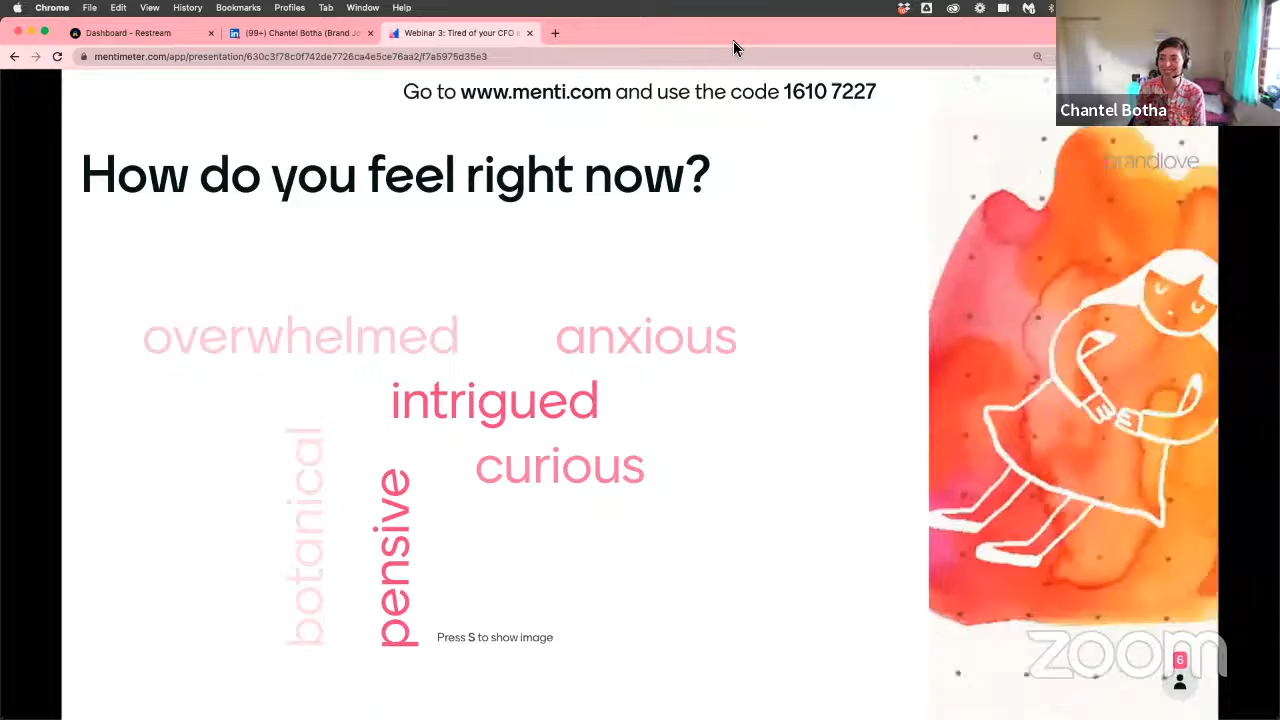 Chrome File Edit View History Bookmarks Profiles Tab Window Help
Dashboard - Restream
(99+) Chantel Botha (Brand Jo
Webinar 3: Tired of your CFO
mentimeter.com/app/presentation/630c3f78c0f742de7726ca4e5ce76aa2/f7a5975d35e3
Go to www.menti.com and use the code 1610 7227
Chantel Botha
brandlove
How do you feel right now?
overwhelmed
anxious
intrigued
curious
botanical
pensive
Press S to show image
zoom
6